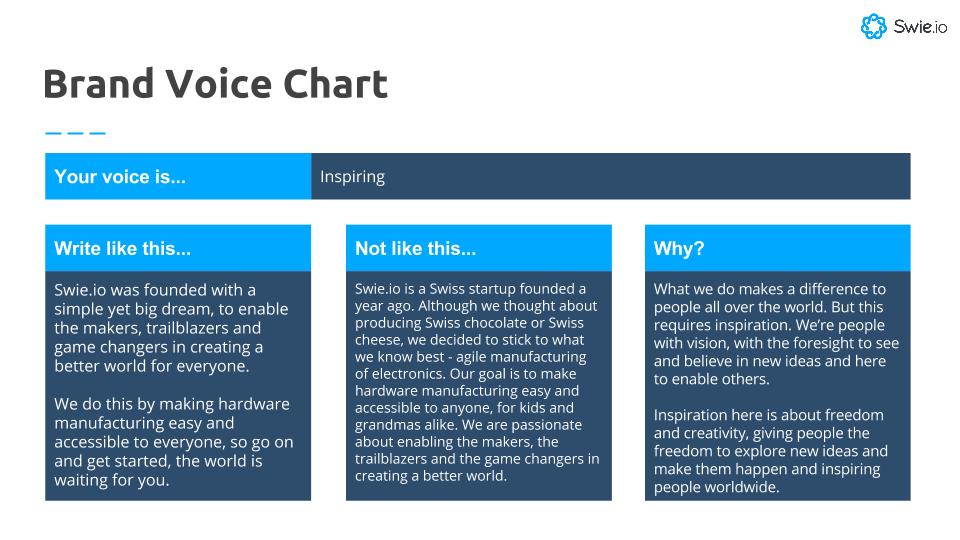 Swie.io
Brand Voice Chart
Your voice is...
Inspiring
Write like this...
Swie.io was founded with a
simple yet big dream, to enable
the makers, trailblazers and
game changers in creating a
better world for everyone.
We do this by making hardware
manufacturing easy and
accessible to everyone, so go on
and get started, the world is
waiting for you.
Not like this...
Swie.io is a Swiss startup founded a
year ago. Although we thought about
producing Swiss chocolate or Swiss
cheese, we decided to stick to what
we know best - agile manufacturing
of electronics. Our goal is to make
hardware manufacturing easy and
accessible to anyone, for kids and
grandmas alike. We are passionate
about enabling the makers, the
trailblazers and the game changers in
creating a better world.
Why?
What we do makes a difference to
people all over the world. But this
requires inspiration. We’re people
with vision, with the foresight to see
and believe in new ideas and here
to enable others.
Inspiration here is about freedom
and creativity, giving people the
freedom to explore new ideas and
make them happen and inspiring
people worldwide.